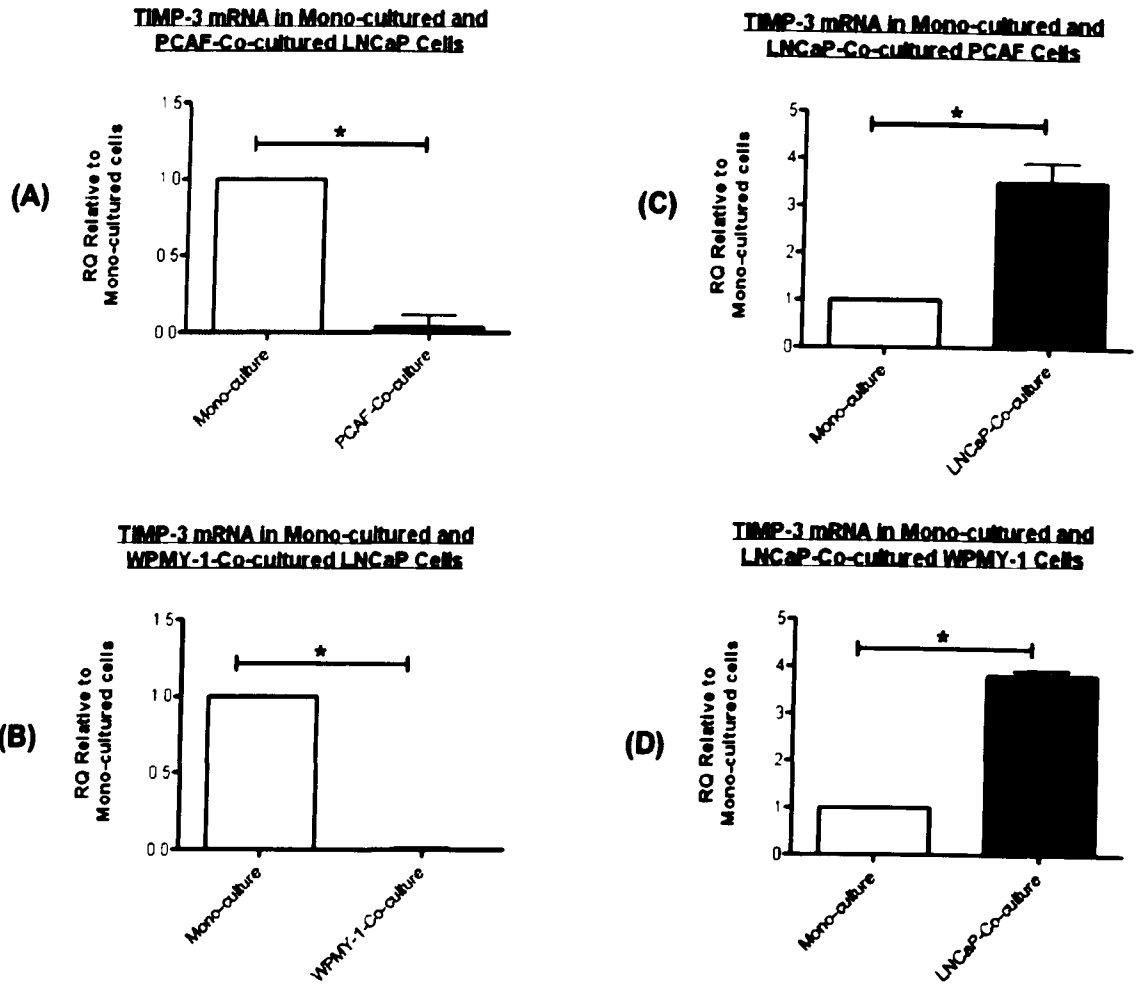 TIMP-3 mRNA in Mono-cultured and
PCAF-Co-cultured LNCaP Cells
(A)
RQ Relative to
Mono-cultured cells
1 5
1 0
0 5
0 0
*
Mono-culture
PCAF-Co-culture
TIMP-3 mRNA in Mono-cultured and
LNCaP-Co-cultured PCAF Cells
(C)
RQ Relative to
Mono-cultured cells
5
4
3
2
1
0
*
Mono-culture
LNCaP-Co-culture
TIMP-3 mRNA in Mono-cultured and
WPMY-1-Co-cultured LNCaP Cells
(B)
RQ Relative to
Mono-cultured cells
1 5
1 0
0 5
0 0
*
Mono-culture
WPMY-1-Co-culture
TIMP-3 mRNA in Mono-cultured and
LNCaP-Co-cultured WPMY-1 Cells
(D)
RQ Relative to
Mono-cultured cells
5
4
3
2
1
0
*
Mono-culture
LNCaP-Co-culture